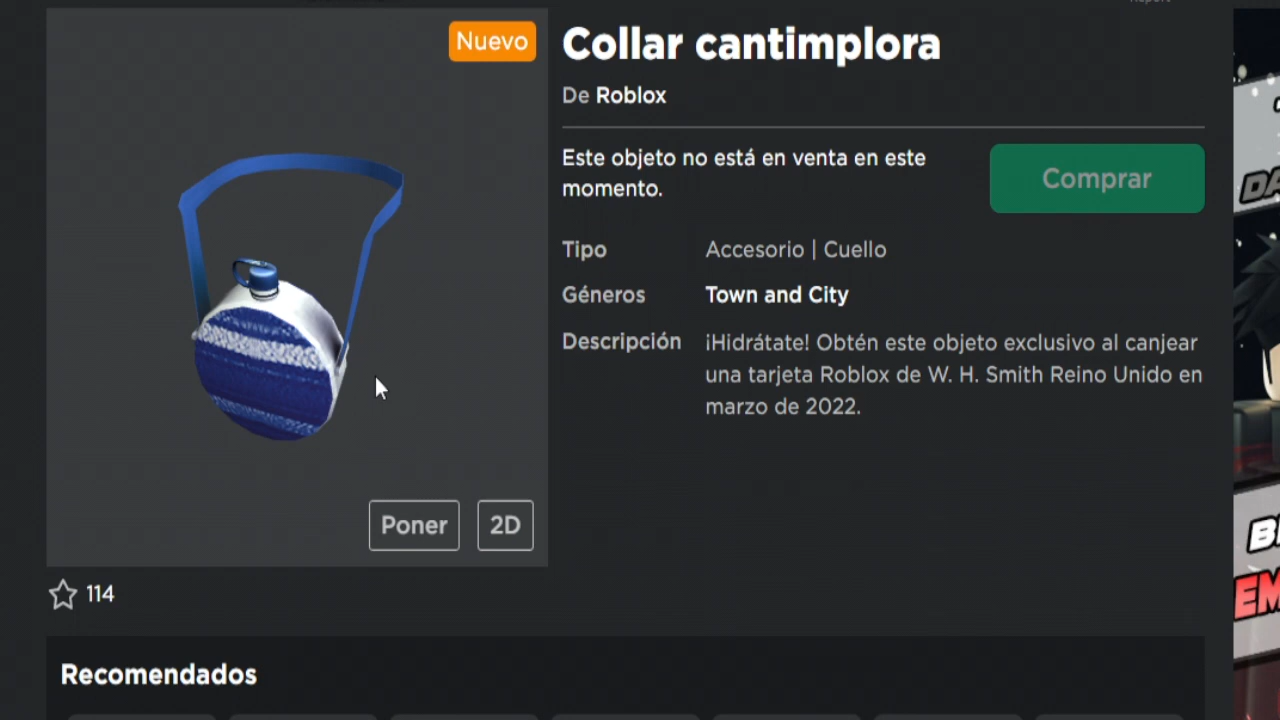 Nuevo
Collar cantimplora
De Roblox
Este objeto no está en venta en este
momento.
Comprar
Tipo
Accesorio | Cuello
Géneros
Town and City
Descripción
¡Hidrátate! Obtén este objeto exclusivo al canjear
una tarjeta Roblox de W. H. Smith Reino Unido en
marzo de 2022.
Poner
2D
114
Recomendados